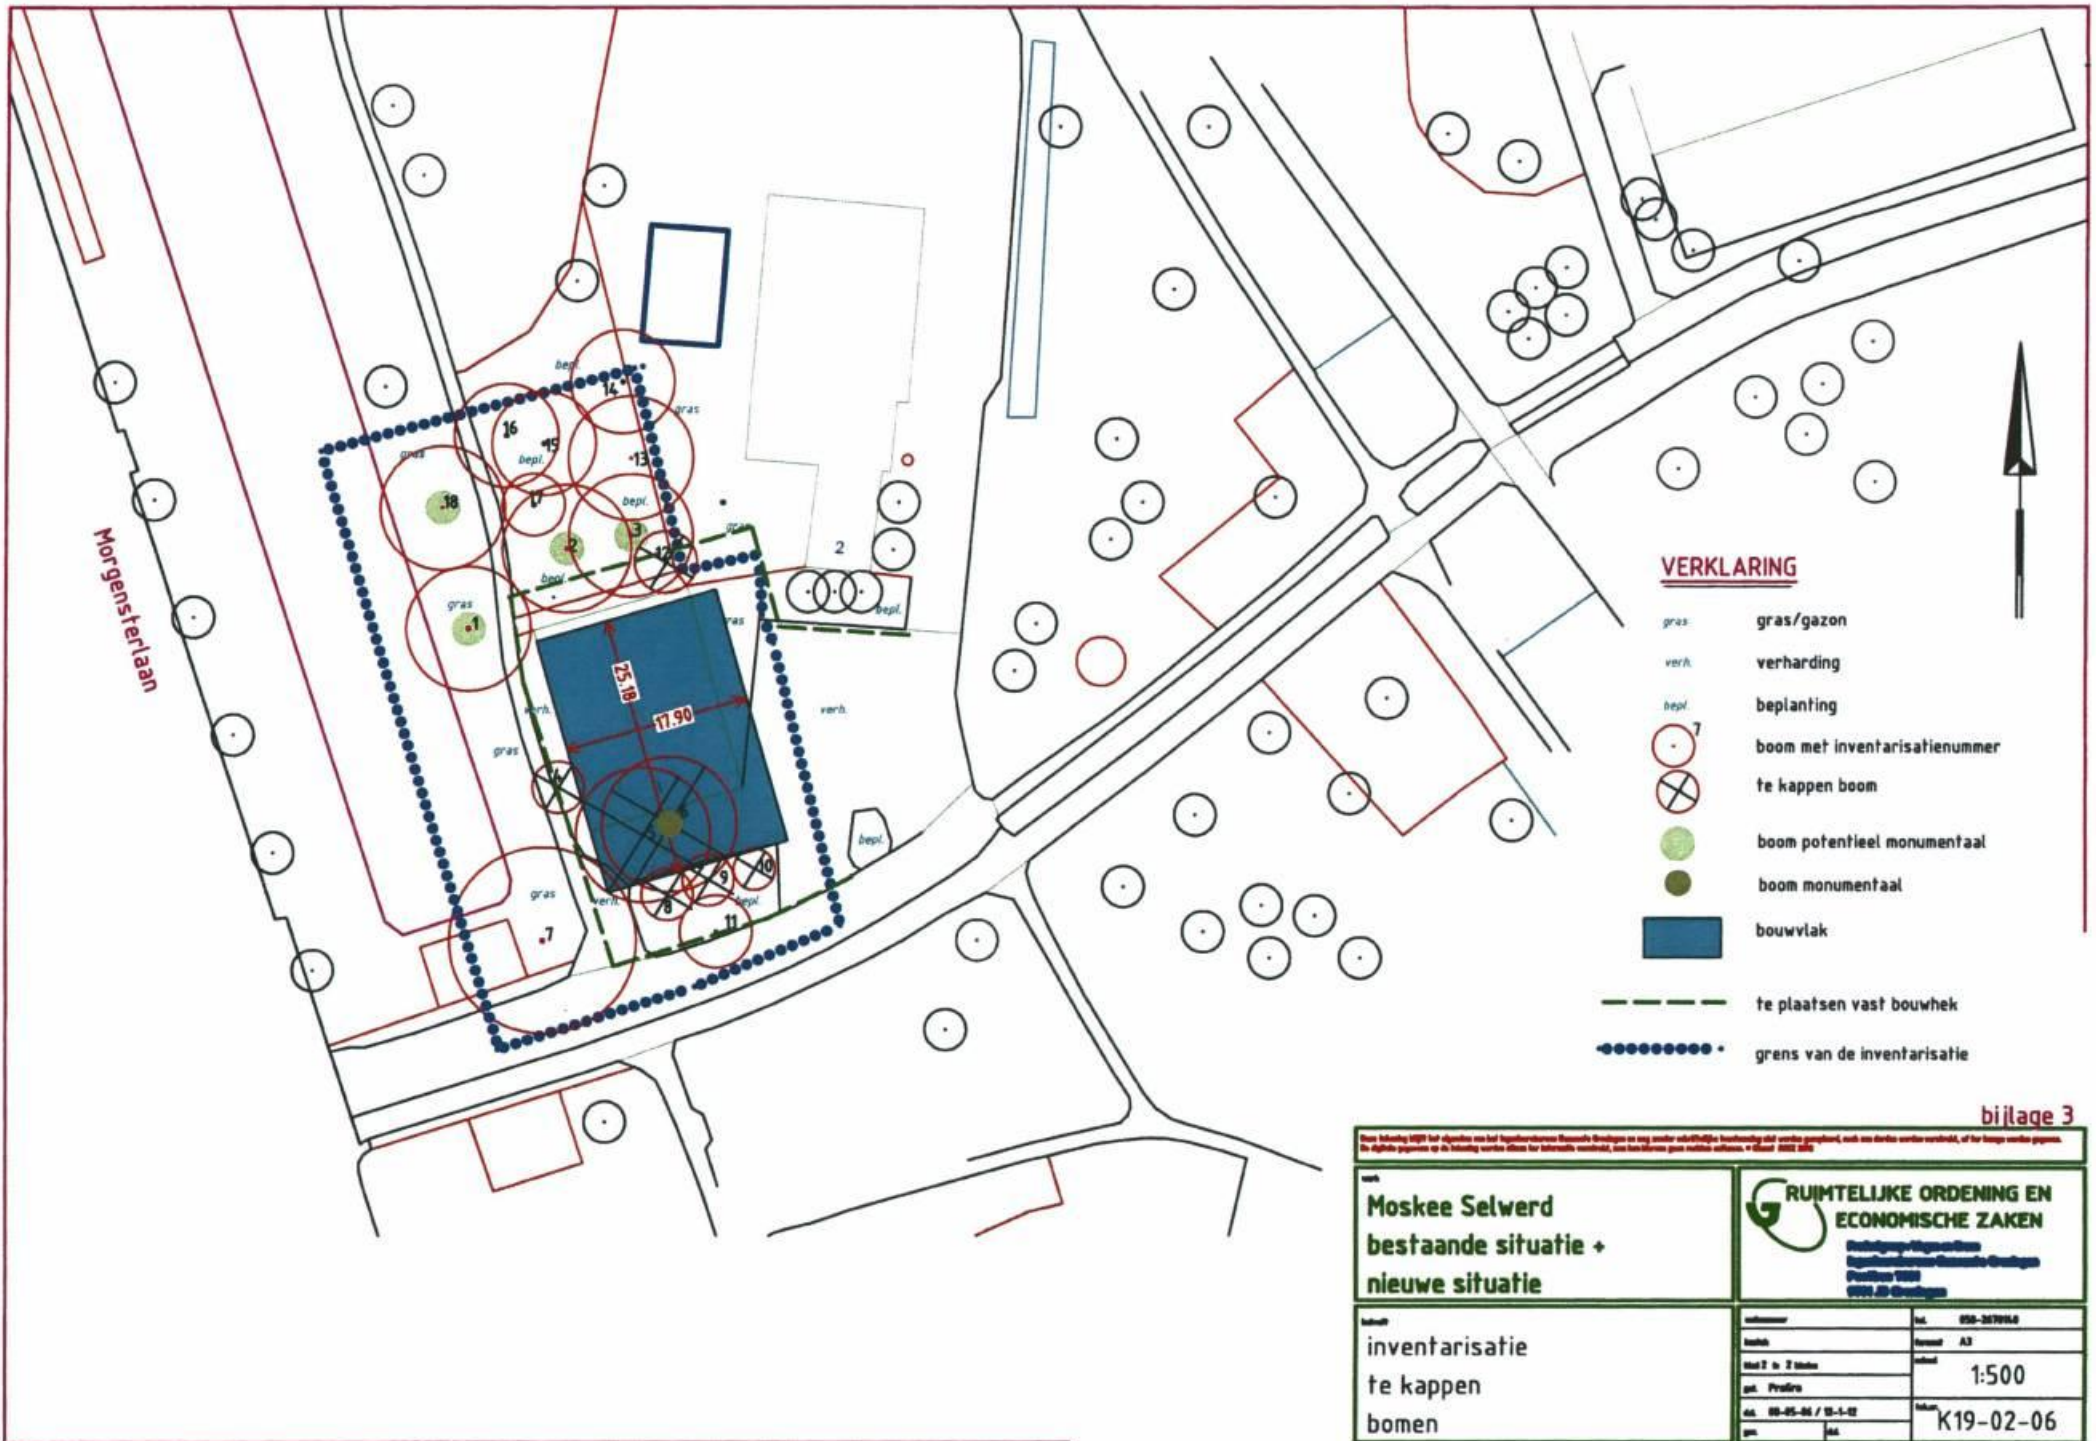 bepl.
14
gras
16
15
bepl.
13
gras
18
17
bepl.
3
gras
2
12
2
bepl.
bepl.
gras
1
25.18
17.90
verh.
verh.
gras
4
5
10
9
bepl.
gras
verh.
8
bepl.
11
7
Morgensterlaan
VERKLARING
gras
gras/gazon
verh.
verharding
bepl.
beplanting
7
boom met inventarisatienummer
te kappen boom
boom potentieel monumentaal
boom monumentaal
bouwvlak
te plaatsen vast bouwhek
grens van de inventarisatie
bijlage 3
Moskee Selwerd
bestaande situatie +
nieuwe situatie
RUIMTELIJKE ORDENING EN
ECONOMISCHE ZAKEN
inventarisatie
te kappen
bomen
A3
1:500
K19-02-06